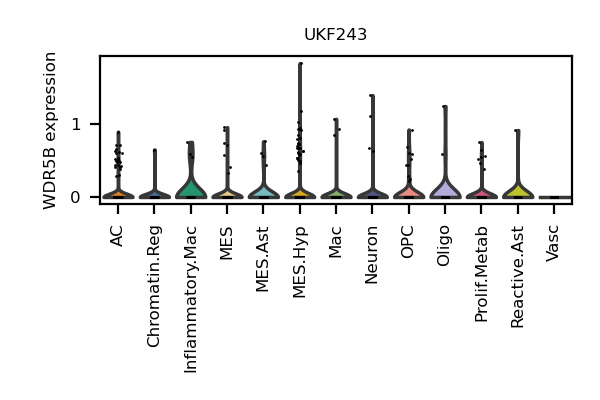 UKF243
WDR5B expression
1
0
AC
Chromatin.Reg
Inflammatory.Mac
MES
MES.Ast
MES.Hyp
Mac
Neuron
OPC
Oligo
Prolif.Metab
Reactive.Ast
Vasc